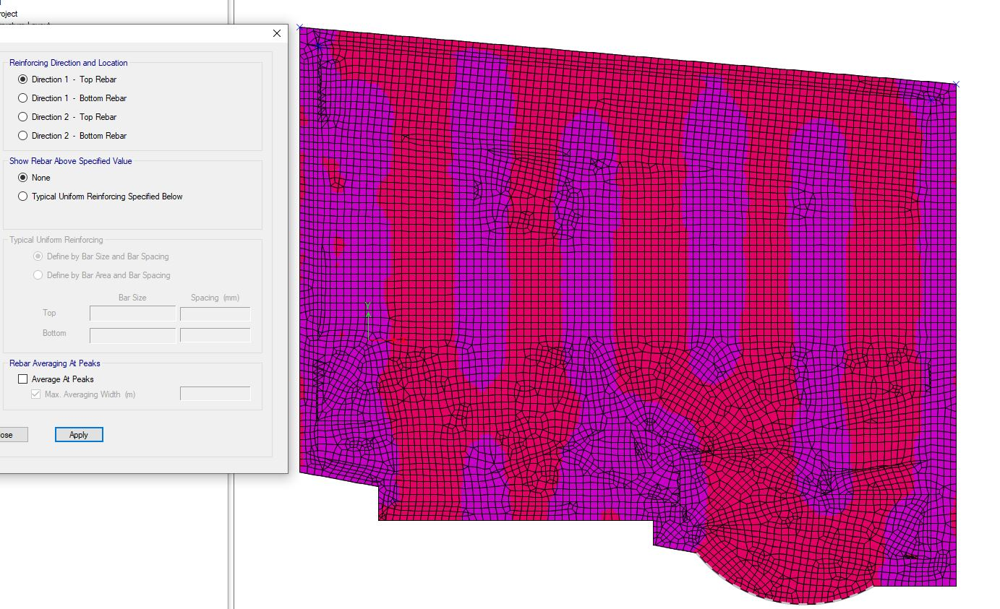 roject
Reinforcing Direction and Location
Direction 1 - Top Rebar
Direction 1 - Bottom Rebar
Direction 2 - Top Rebar
Direction 2 - Bottom Rebar
Show Rebar Above Specified Value
None
Typical Uniform Reinforcing Specified Below
Typical Uniform Reinforcing
Define by Bar Size and Bar Spacing
Define by Bar Area and Bar Spacing
Bar Size Spacing (mm)
Top
Bottom
Rebar Averaging At Peaks
Average At Peaks
Max. Averaging Width (m)
ose Apply
Y